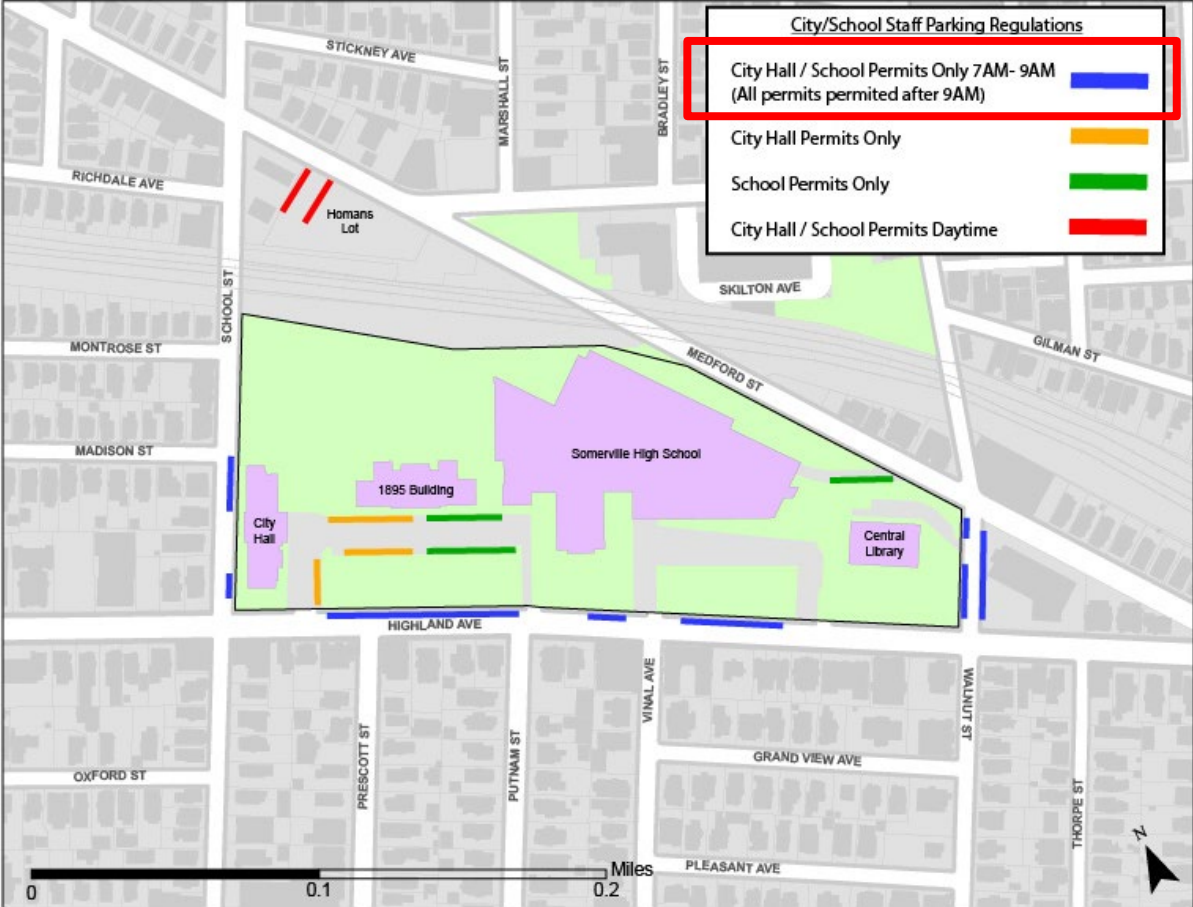 City/School Staff Parking Regulations
City Hall / School Permits Only 7AM- 9AM
(All permits permited after 9AM)
City Hall Permits Only
School Permits Only
City Hall / School Permits Daytime
STICKNEY AVE
MARSHALL ST
BRADLEY ST
RICHDALE AVE
Homans
Lot
SCHOOL ST
SKILTON AVE
MONTROSE ST
MEDFORD ST
GILMAN ST
MADISON ST
Somerville High School
1895 Building
City
Hall
Central
Library
HIGHLAND AVE
VINAL AVE
WALNUT ST
PRESCOTT ST
PUTNAM ST
GRAND VIEW AVE
OXFORD ST
THORPE ST
N
PLEASANT AVE
Miles
0
0.1
0.2